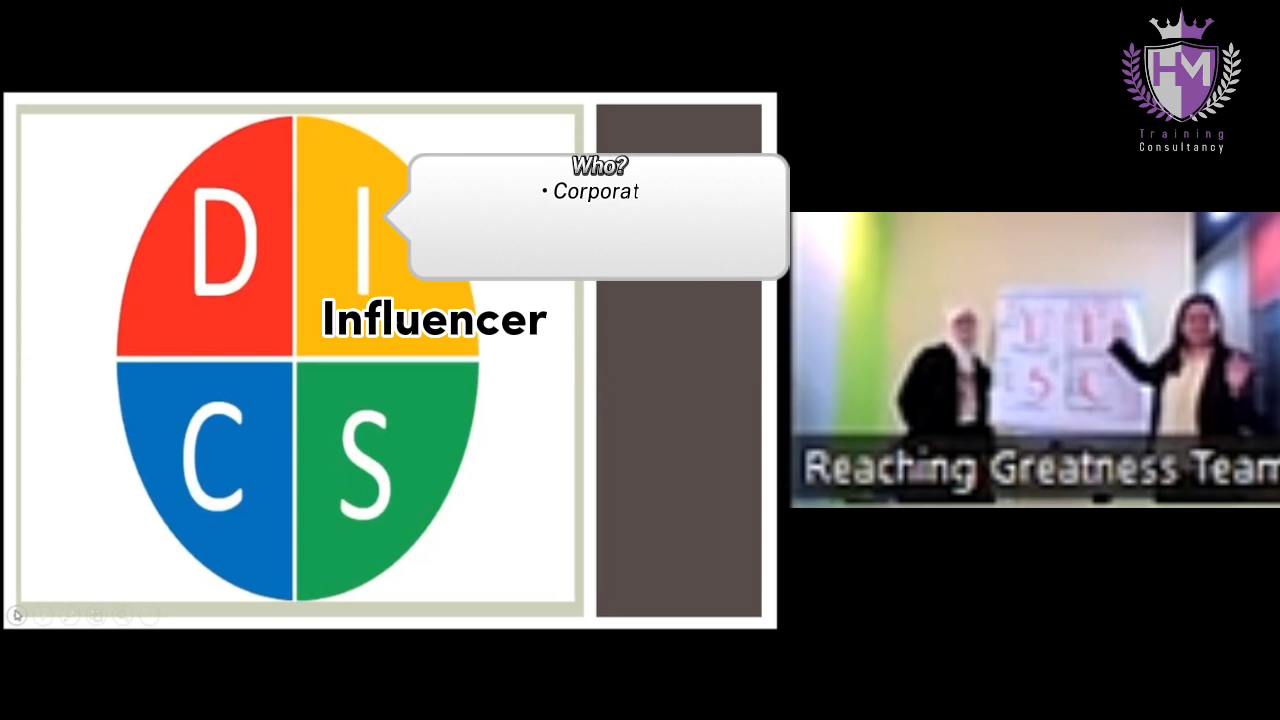 HM
Training
Consultancy
D
I
Who?
• Corporat
Influencer
C
S
I
S
C
Reaching Greatness Team